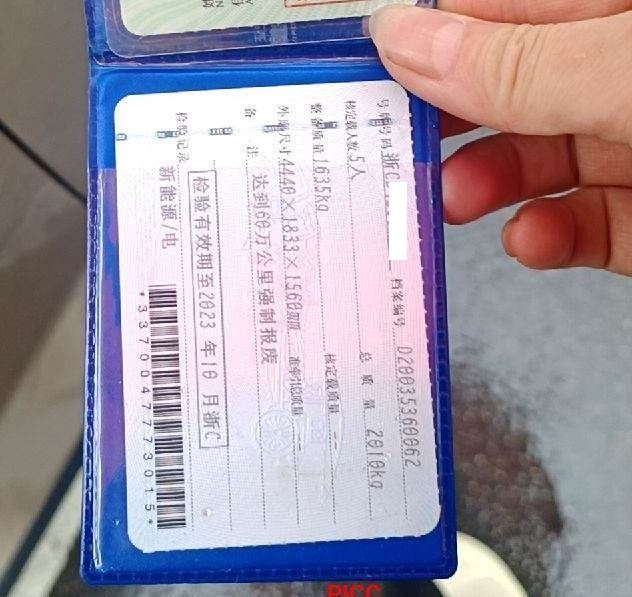 号牌号码 浙C 档案编号 D20035360062
核定载人数 5人 总质量 2010kg
整备质量 1635kg 核定载质量 --
外廓尺寸 4440×1833×1560mm 准牵引总质量 --
备注 达到60万公里强制报废
检验有效期至2023年10月浙C
检验记录
新能源/电
*3370047773015*
PICC